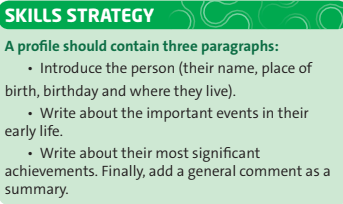 SKILLS STRATEGY
A profile should contain three paragraphs:
• Introduce the person (their name, place of
birth, birthday and where they live).
• Write about the important events in their
early life.
• Write about their most significant
achievements. Finally, add a general comment as a
summary.